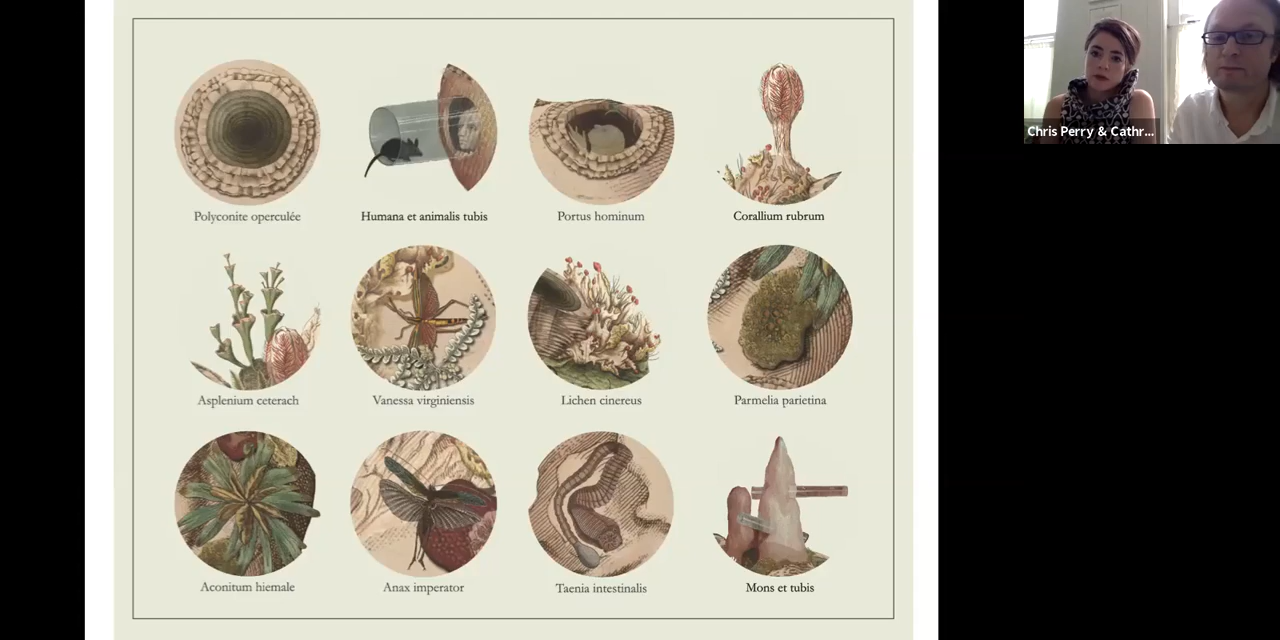 Chris Perry & Cathr...
Polyconite operculée
Humana et animalis tubis
Portus hominum
Corallium rubrum
Asplenium ceterach
Vanessa virginiensis
Lichen cinereus
Parmelia parietina
Aconitum hiemale
Anax imperator
Taenia intestinalis
Mons et tubis